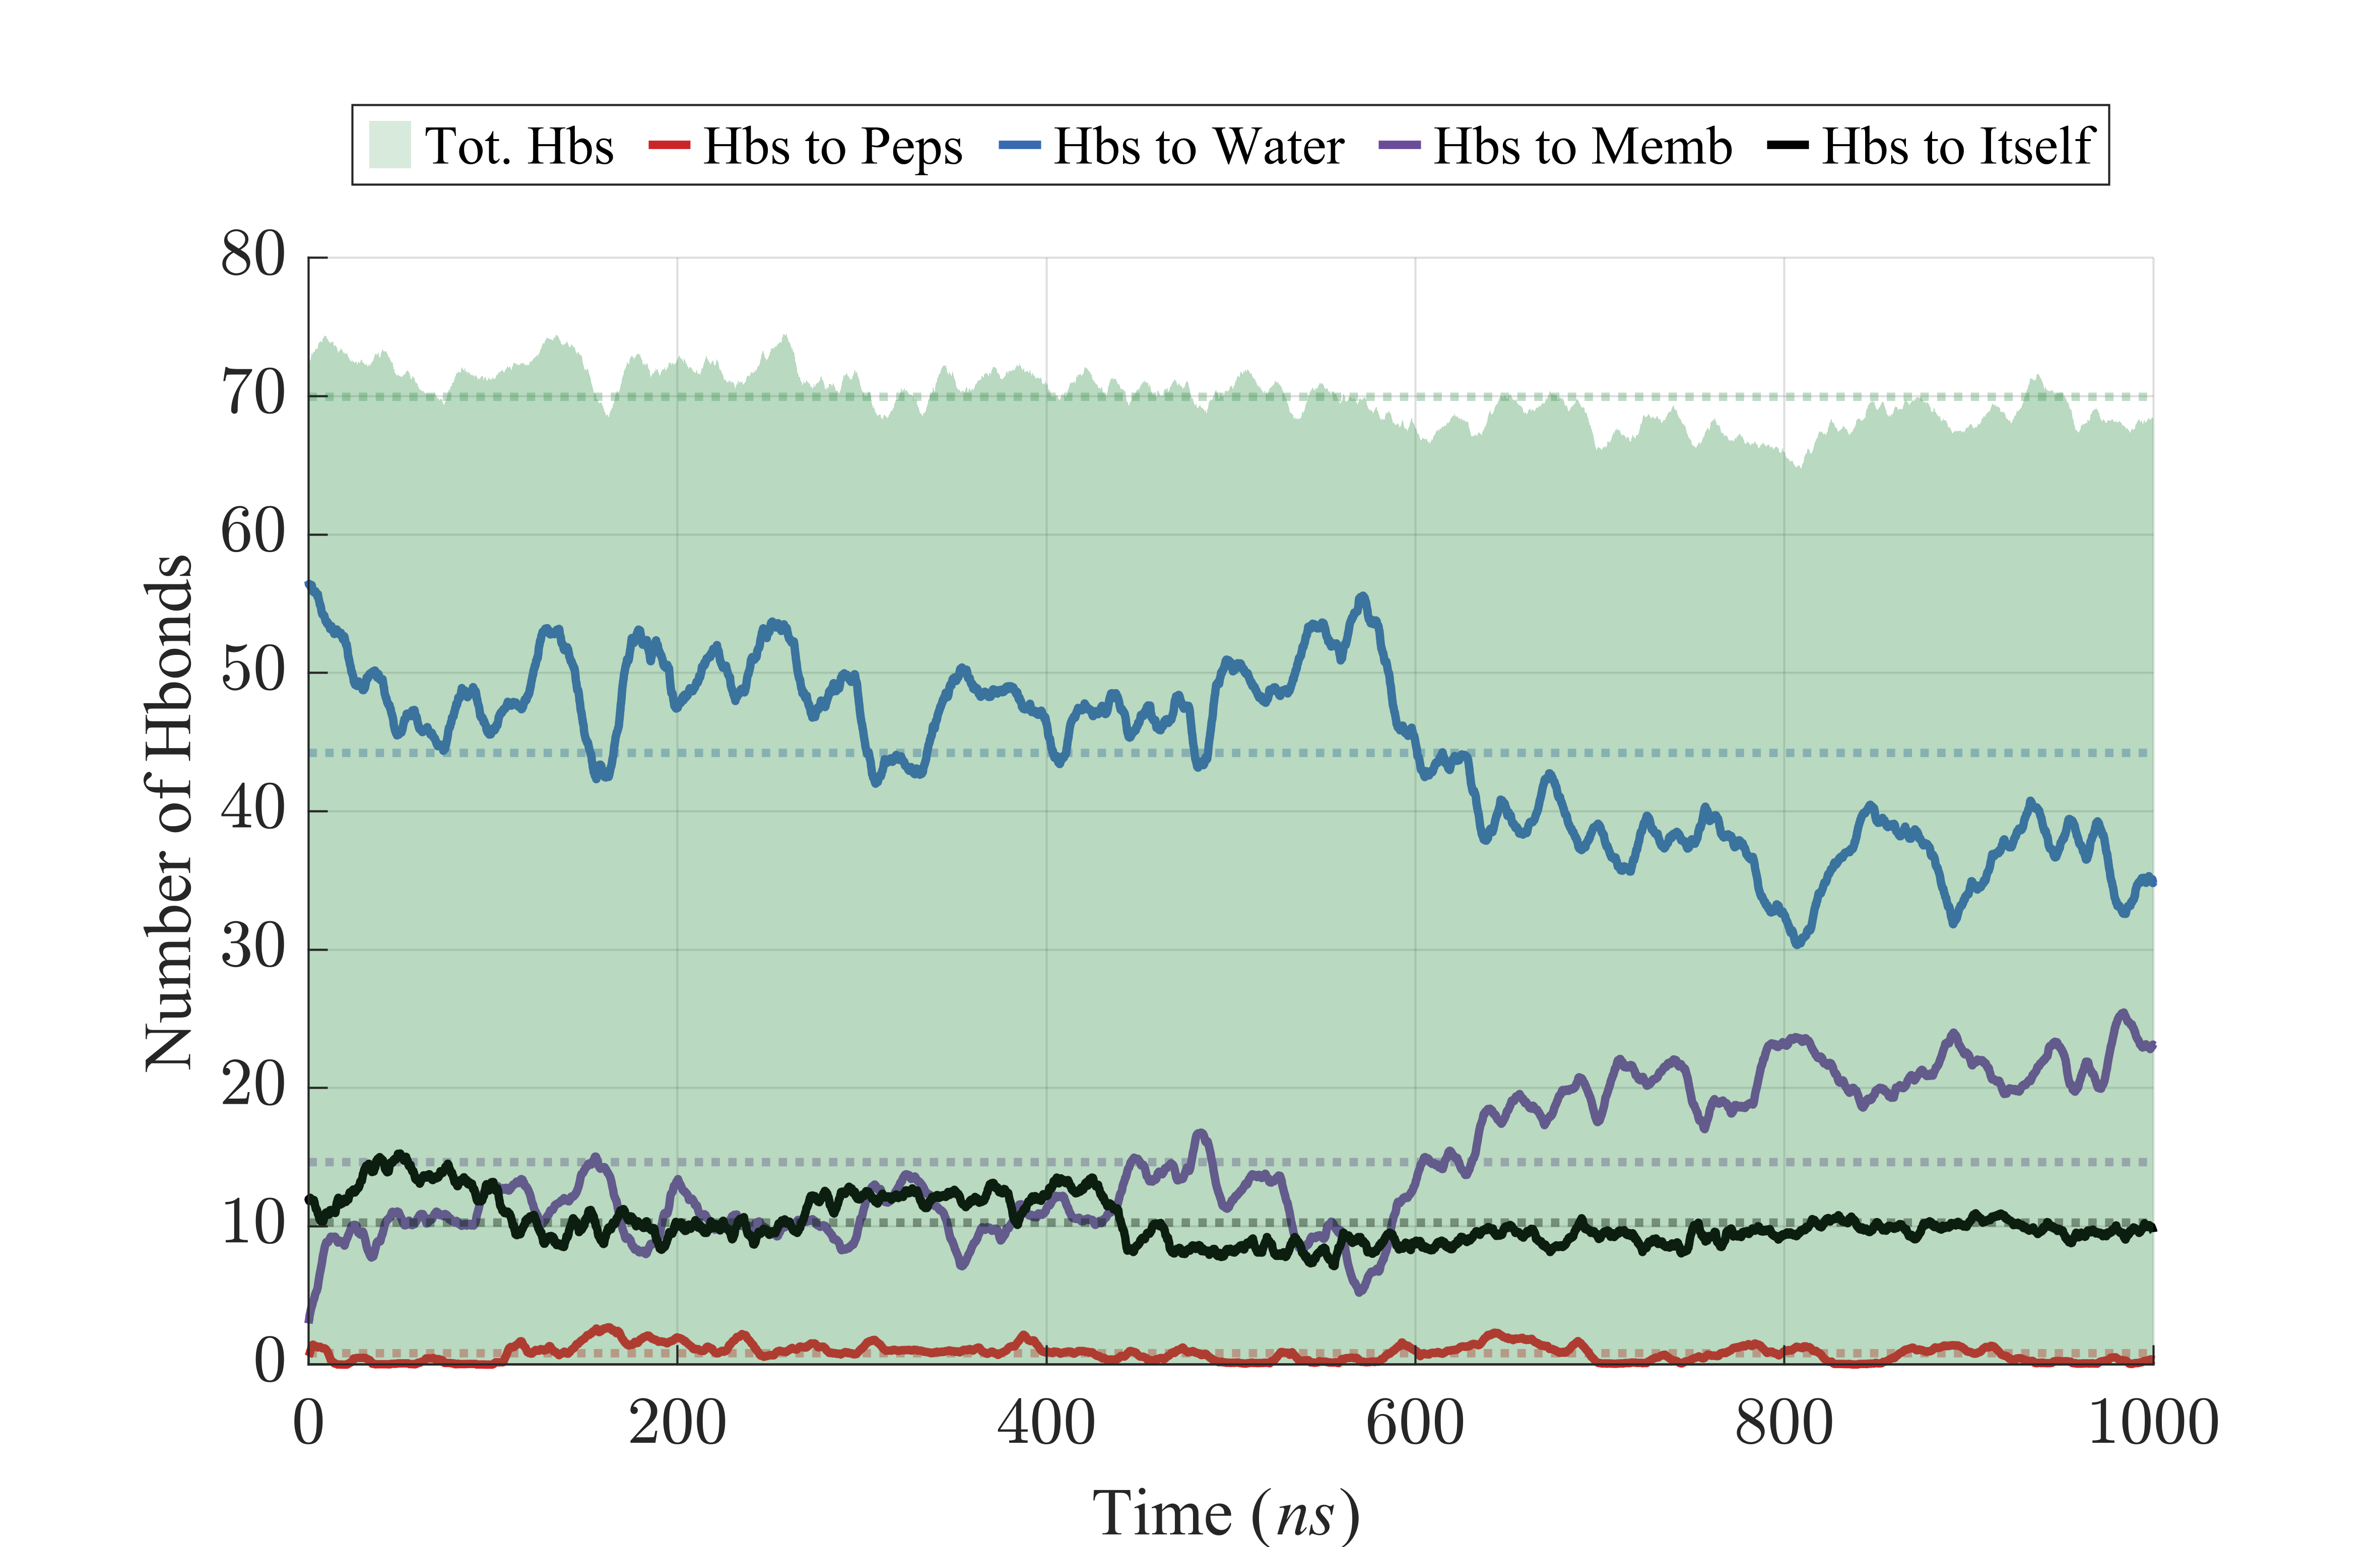 Tot. Hbs Hbs to Peps Hbs to Water Hbs to Memb Hbs to Itself
80
70
60
50
40
30
20
10
0
Number of Hbonds
0 200 400 600 800 1000
Time (ns)